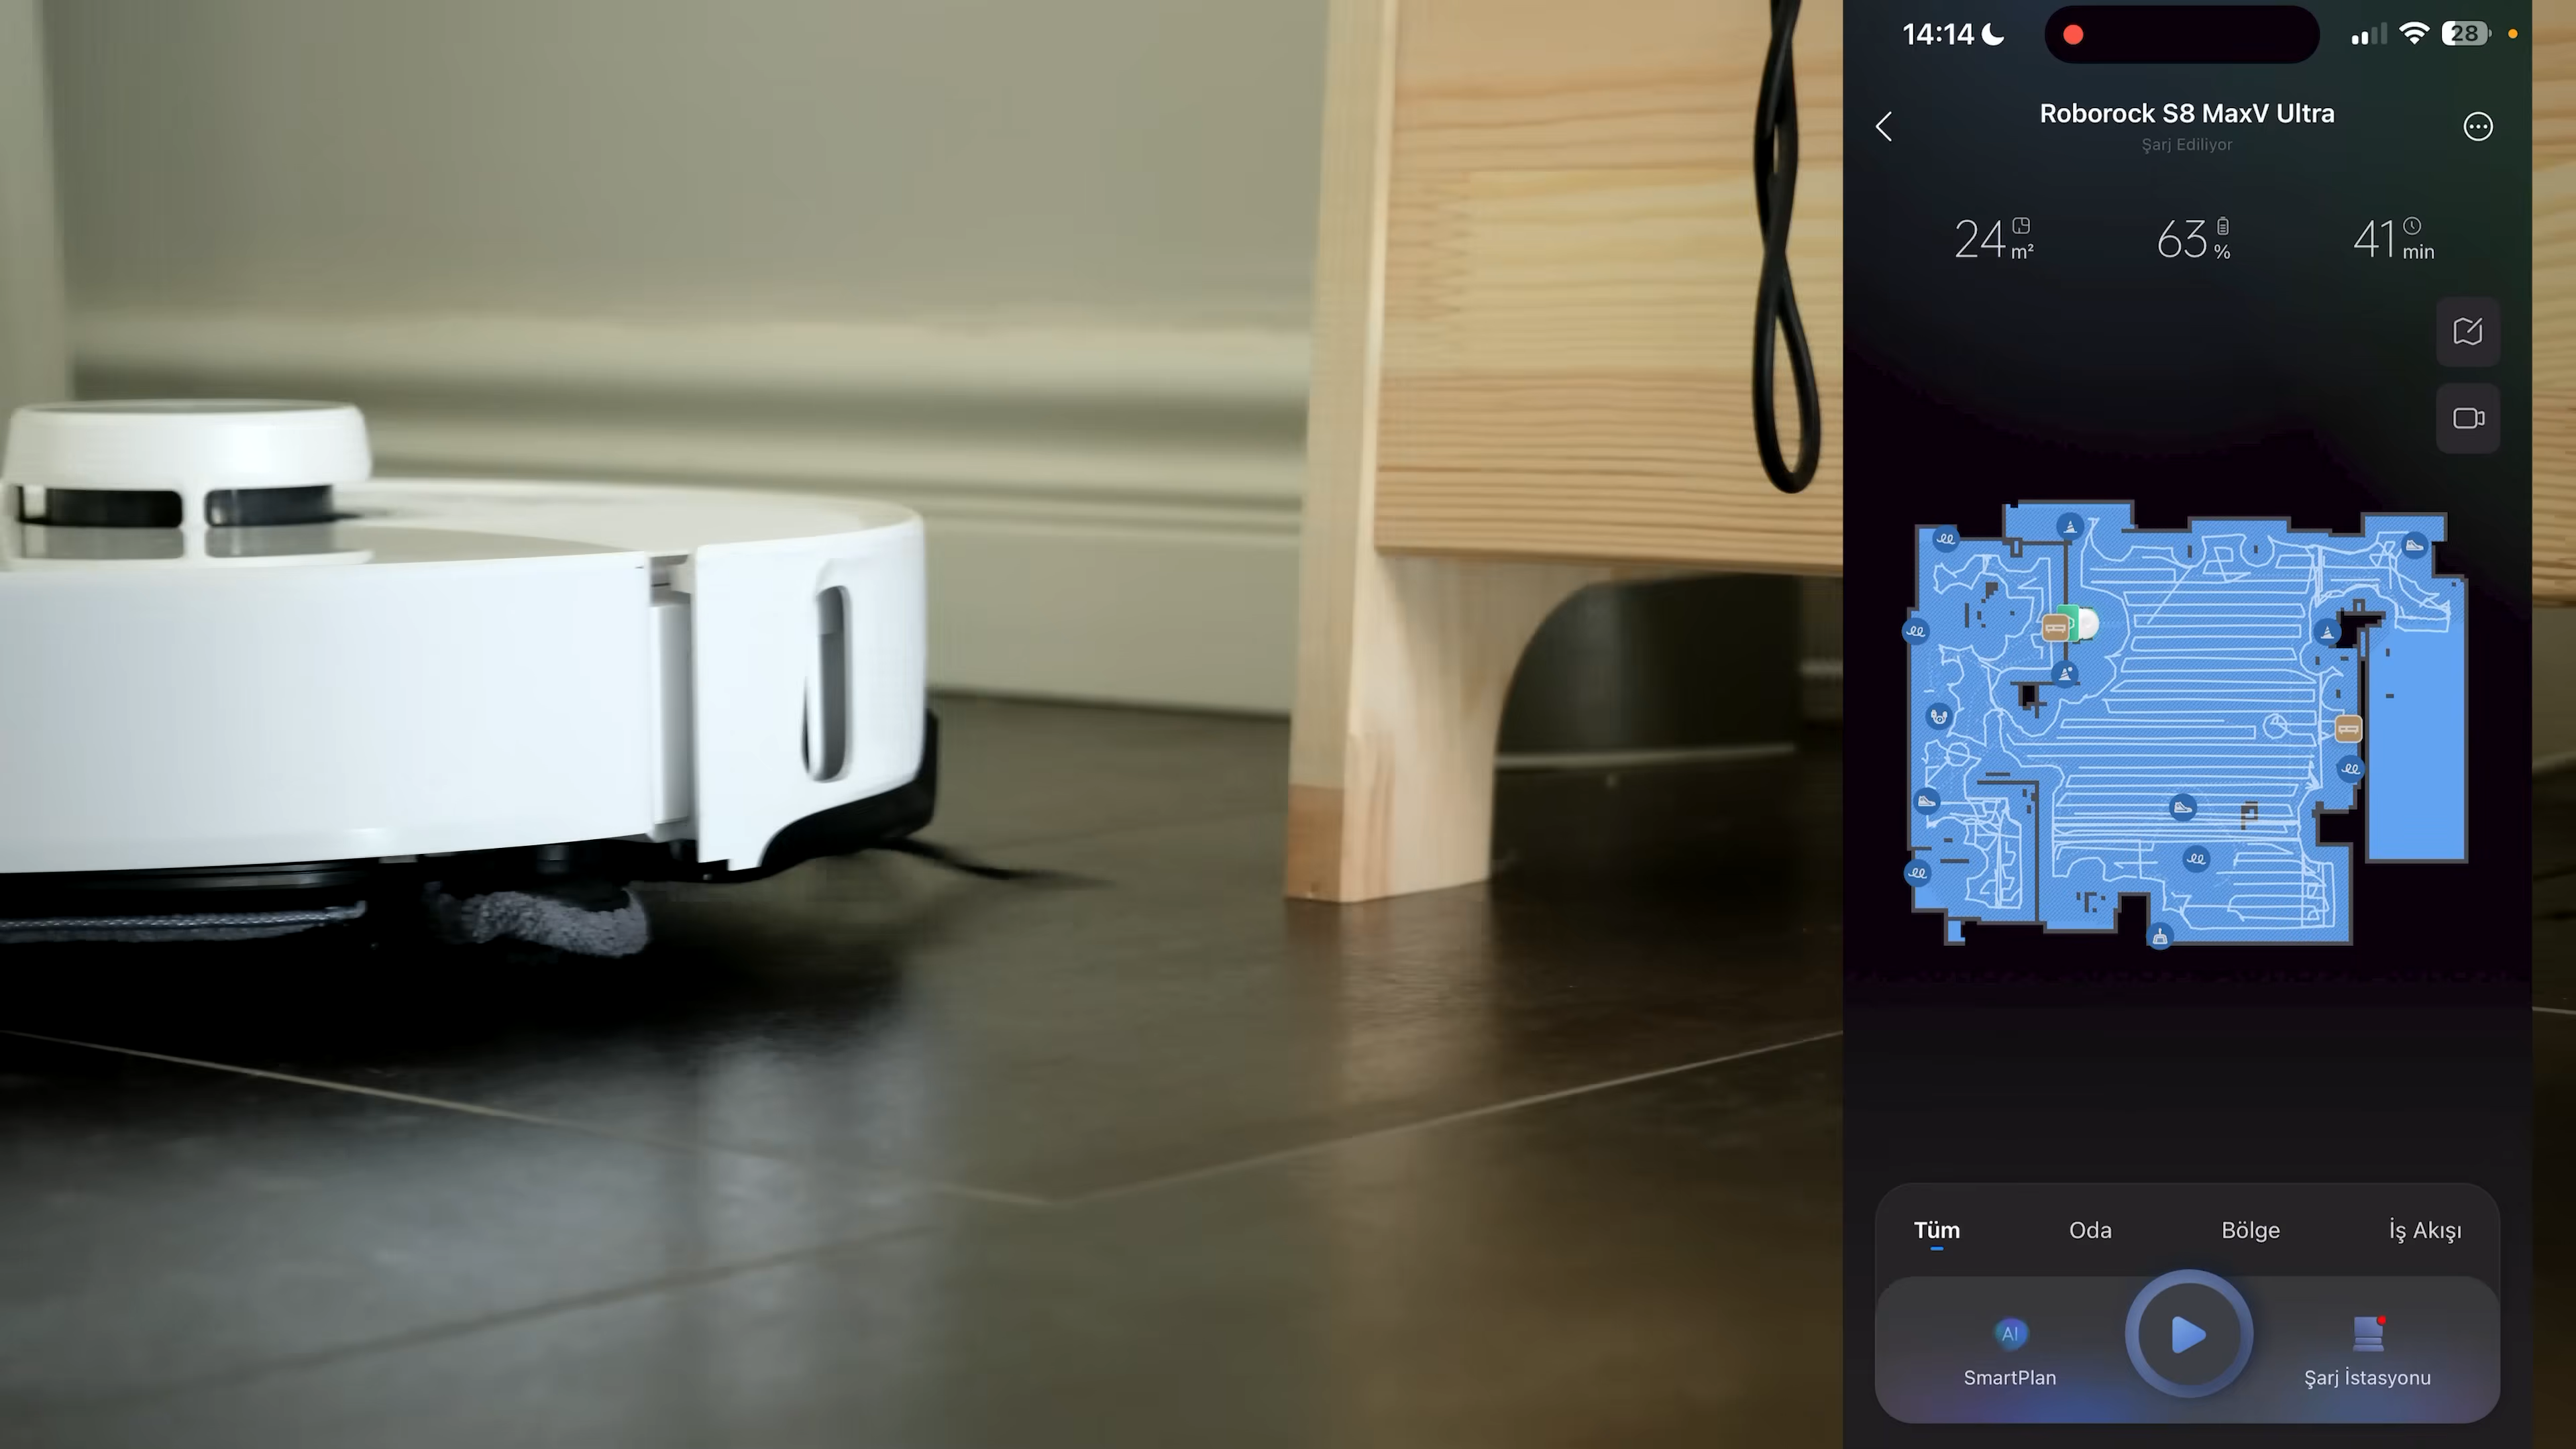 14:14
28
Roborock S8 MaxV Ultra
Şarj Ediliyor
24 m²
63 %
41 min
Tüm
Oda
Bölge
İş Akışı
AI
SmartPlan
Şarj İstasyonu